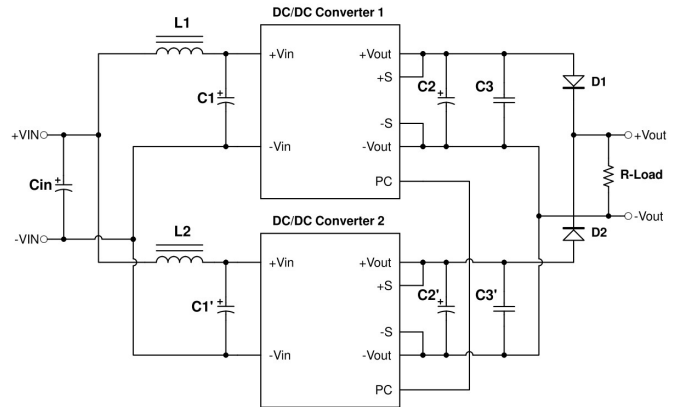 DC/DC Converter 1
L1
+Vin
+Vout
+S
C1
+
C2
+
C3
D1
-S
+VIN
-Vin
-Vout
+Vout
Cin
+
PC
R-Load
DC/DC Converter 2
-VIN
L2
-Vout
D2
+Vin
+Vout
+S
C1'
+
C2'
+
C3'
-S
-Vin
-Vout
PC